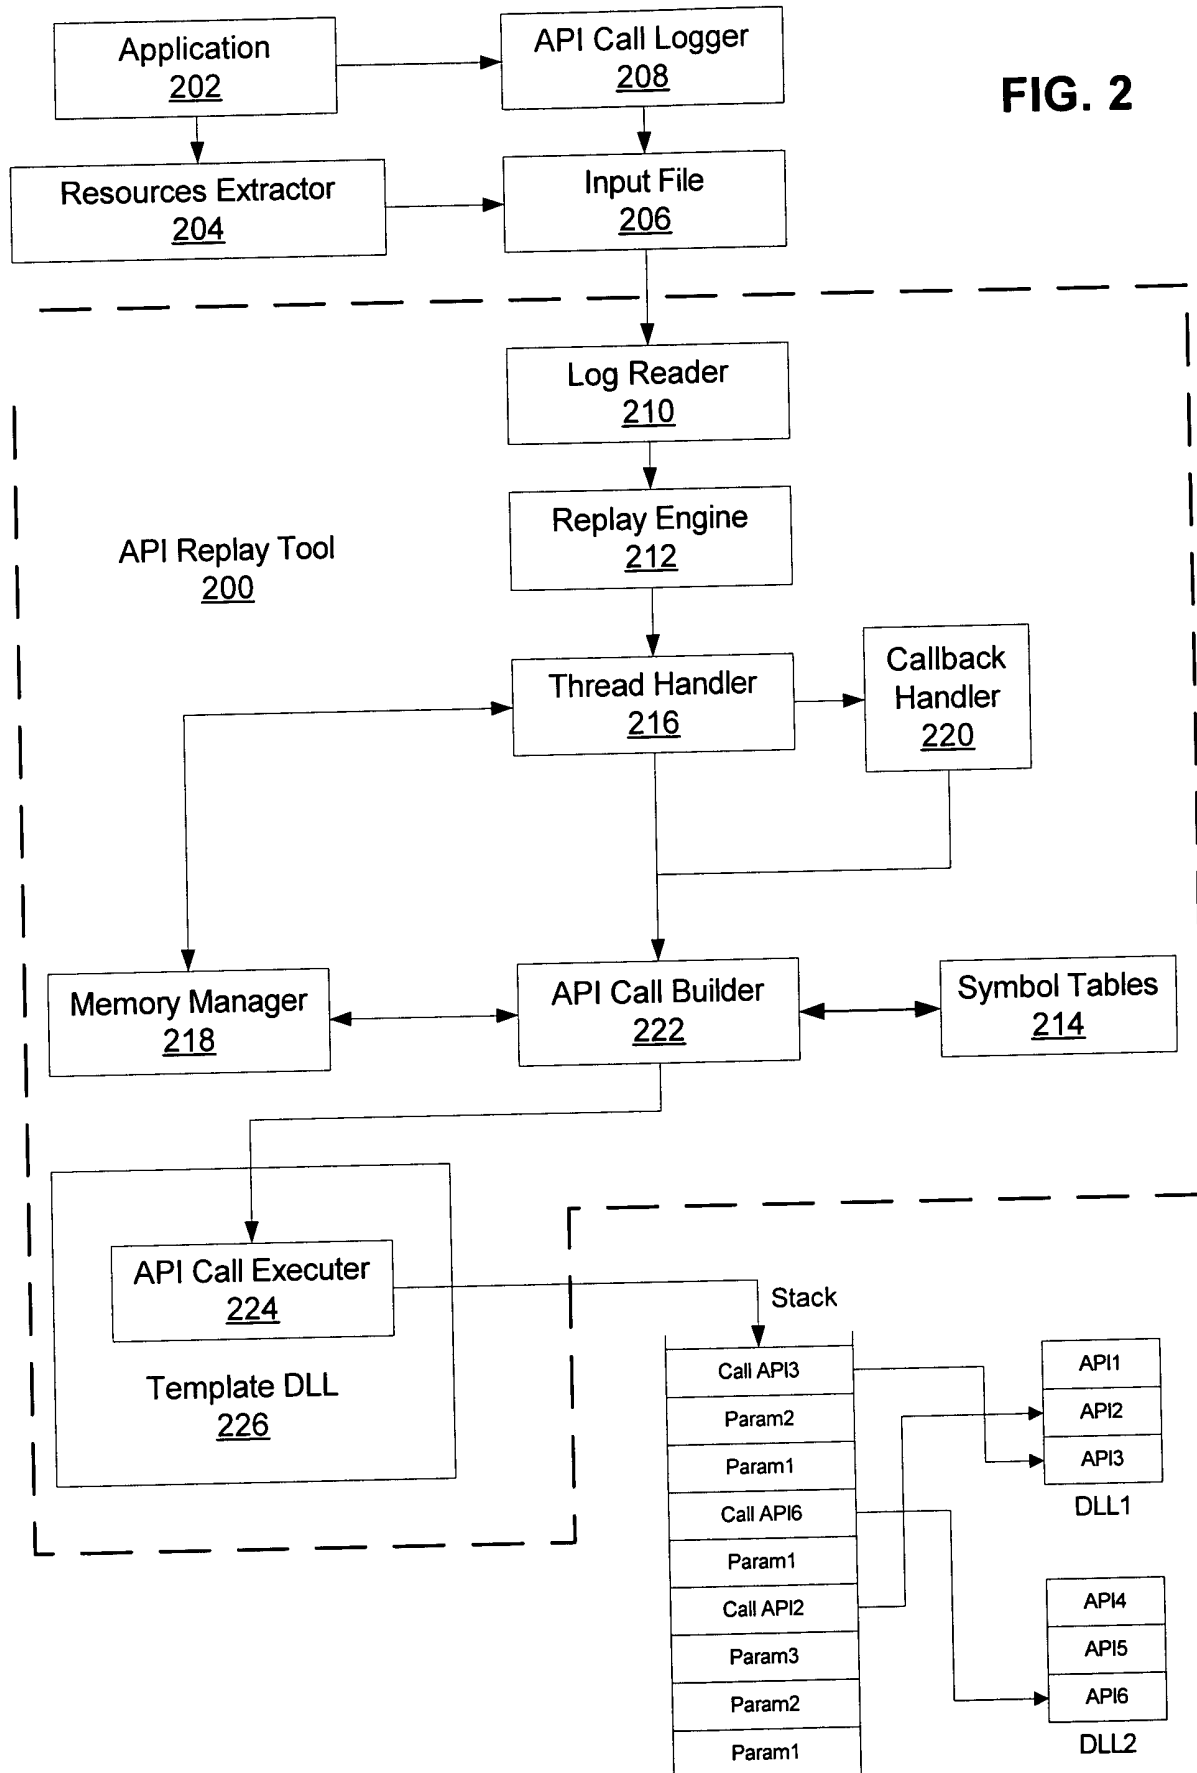 Application
202
API Call Logger
208
FIG. 2
Resources Extractor
204
Input File
206
Log Reader
210
Replay Engine
212
API Replay Tool
200
Thread Handler
216
Callback
Handler
220
Memory Manager
218
API Call Builder
222
Symbol Tables
214
API Call Executer
224
Template DLL
226
Stack
Call API3
Param2
Param1
Call API6
Param1
Call API2
Param3
Param2
Param1
API1
API2
API3
DLL1
API4
API5
API6
DLL2